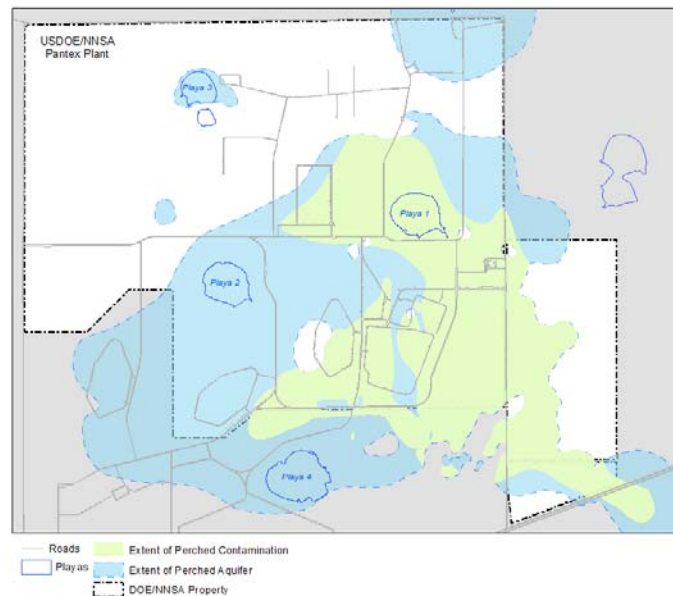 USDOE/NNSA
Pantex Plant
Playa 3
Playa 1
Playa 2
Playa 4
Roads
Extent of Perched Contamination
Playas
Extent of Perched Aquifer
DOE/NNSA Property